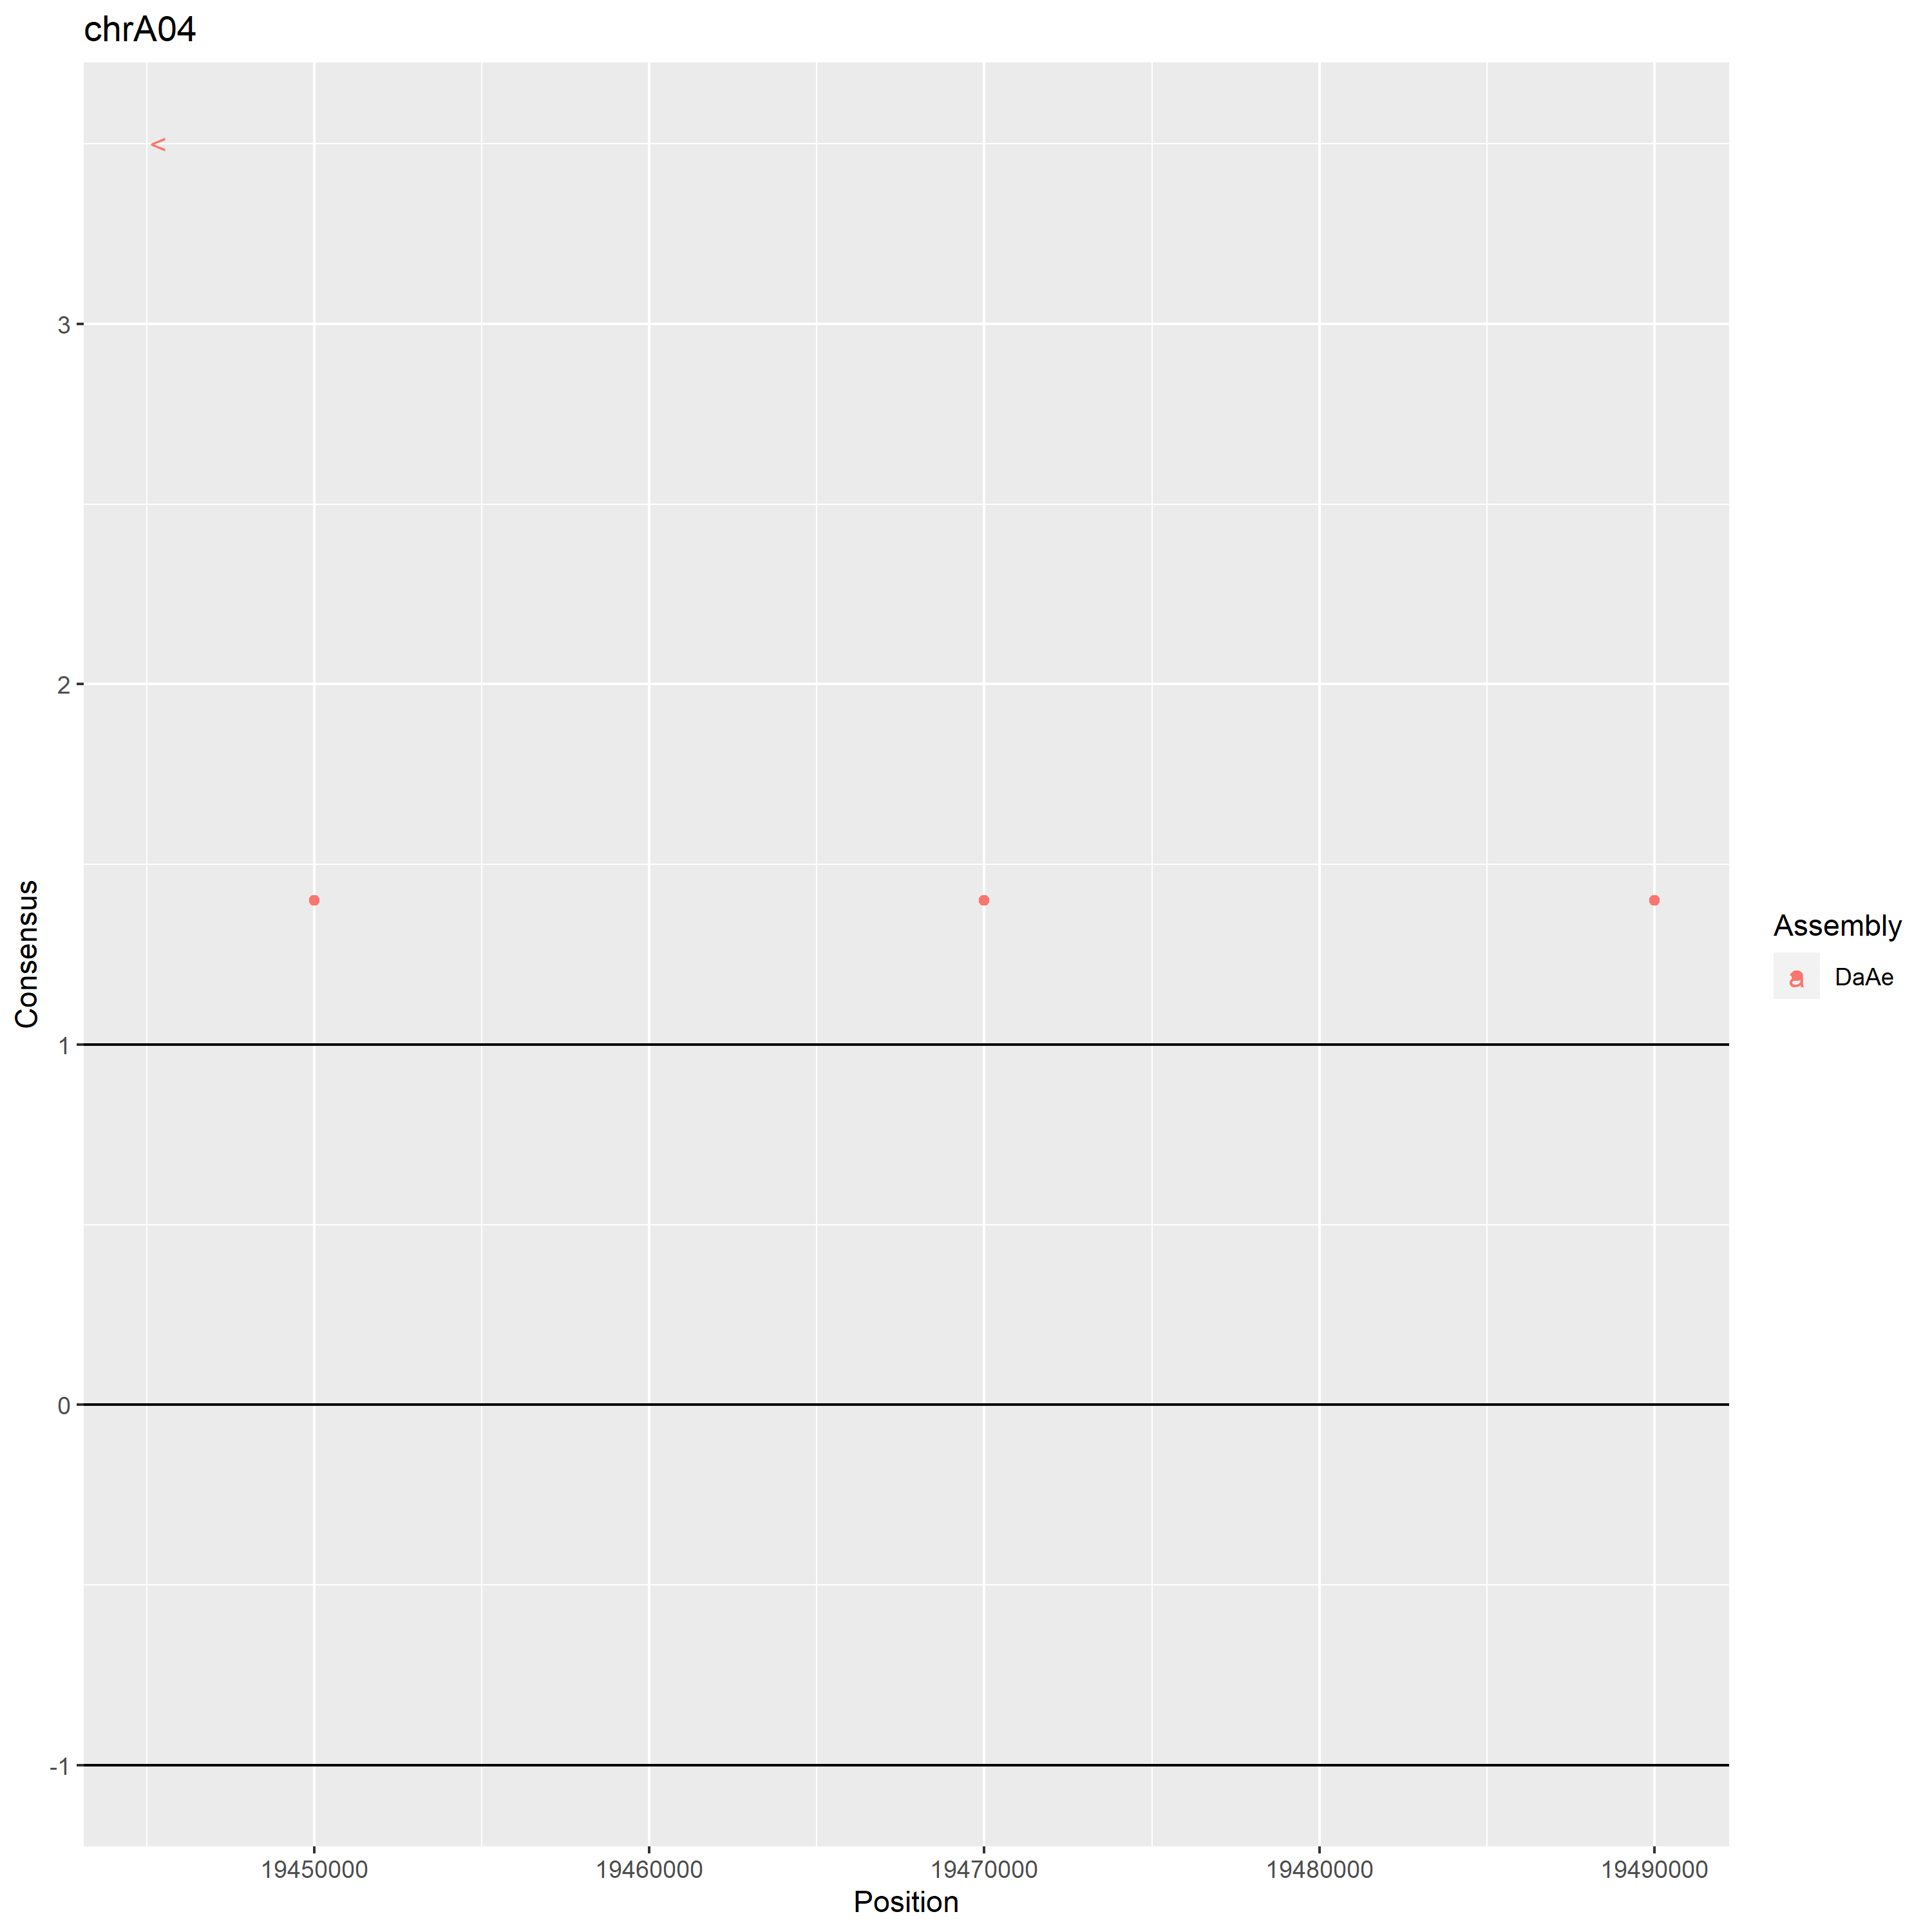 chrA04
<
3
2
1
0
-1
Consensus
19450000 19460000 19470000 19480000 19490000
Position
Assembly
a DaAe